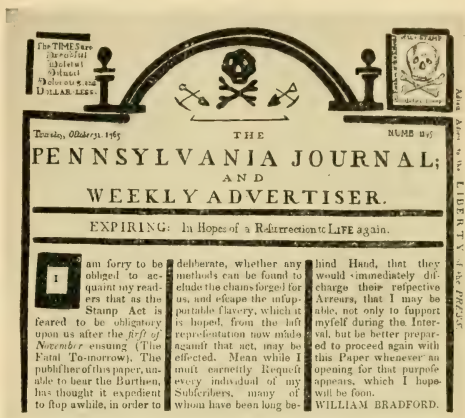 The TIMES are
Dreadful
Doleful
Dismal
Dolorous, and
DOLLAR-LESS.
Thursday, October 31. 1765
THE
NUMB. 1195
PENNSYLVANIA JOURNAL;
AND
WEEKLY ADVERTISER.
EXPIRING: In Hopes of a Resurrection to LIFE again.
I am sorry to be
obliged to ac-
quaint my read-
ers that as the
Stamp Act is
feared to be obligatory
upon us after the first of
November ensuing (The
Fatal To-morrow), The
publisher of this paper, un-
able to bear the Burthen,
has thought it expedient
to stop awhile, in order to
deliberate, whether any
methods can be found to
elude the chains forged for
us, and escape the insup-
portable slavery, which it
is hoped, from the last
representation now made
against that act, may be
effected. Mean while I
must earnestly Request
every individual of my
Subscribers, many of
whom have been long be-
hind Hand, that they
would immediately dis-
charge their respective
Arreurs, that I may be
able, not only to support
myself during the Inter-
val, but be better prepar-
ed to proceed again with
this Paper whenever an
opening for that purpose
appears, which I hope
will be soon.
WILLIAM BRADFORD.
Adieu Adieu to the LIBERTY of the PRESS